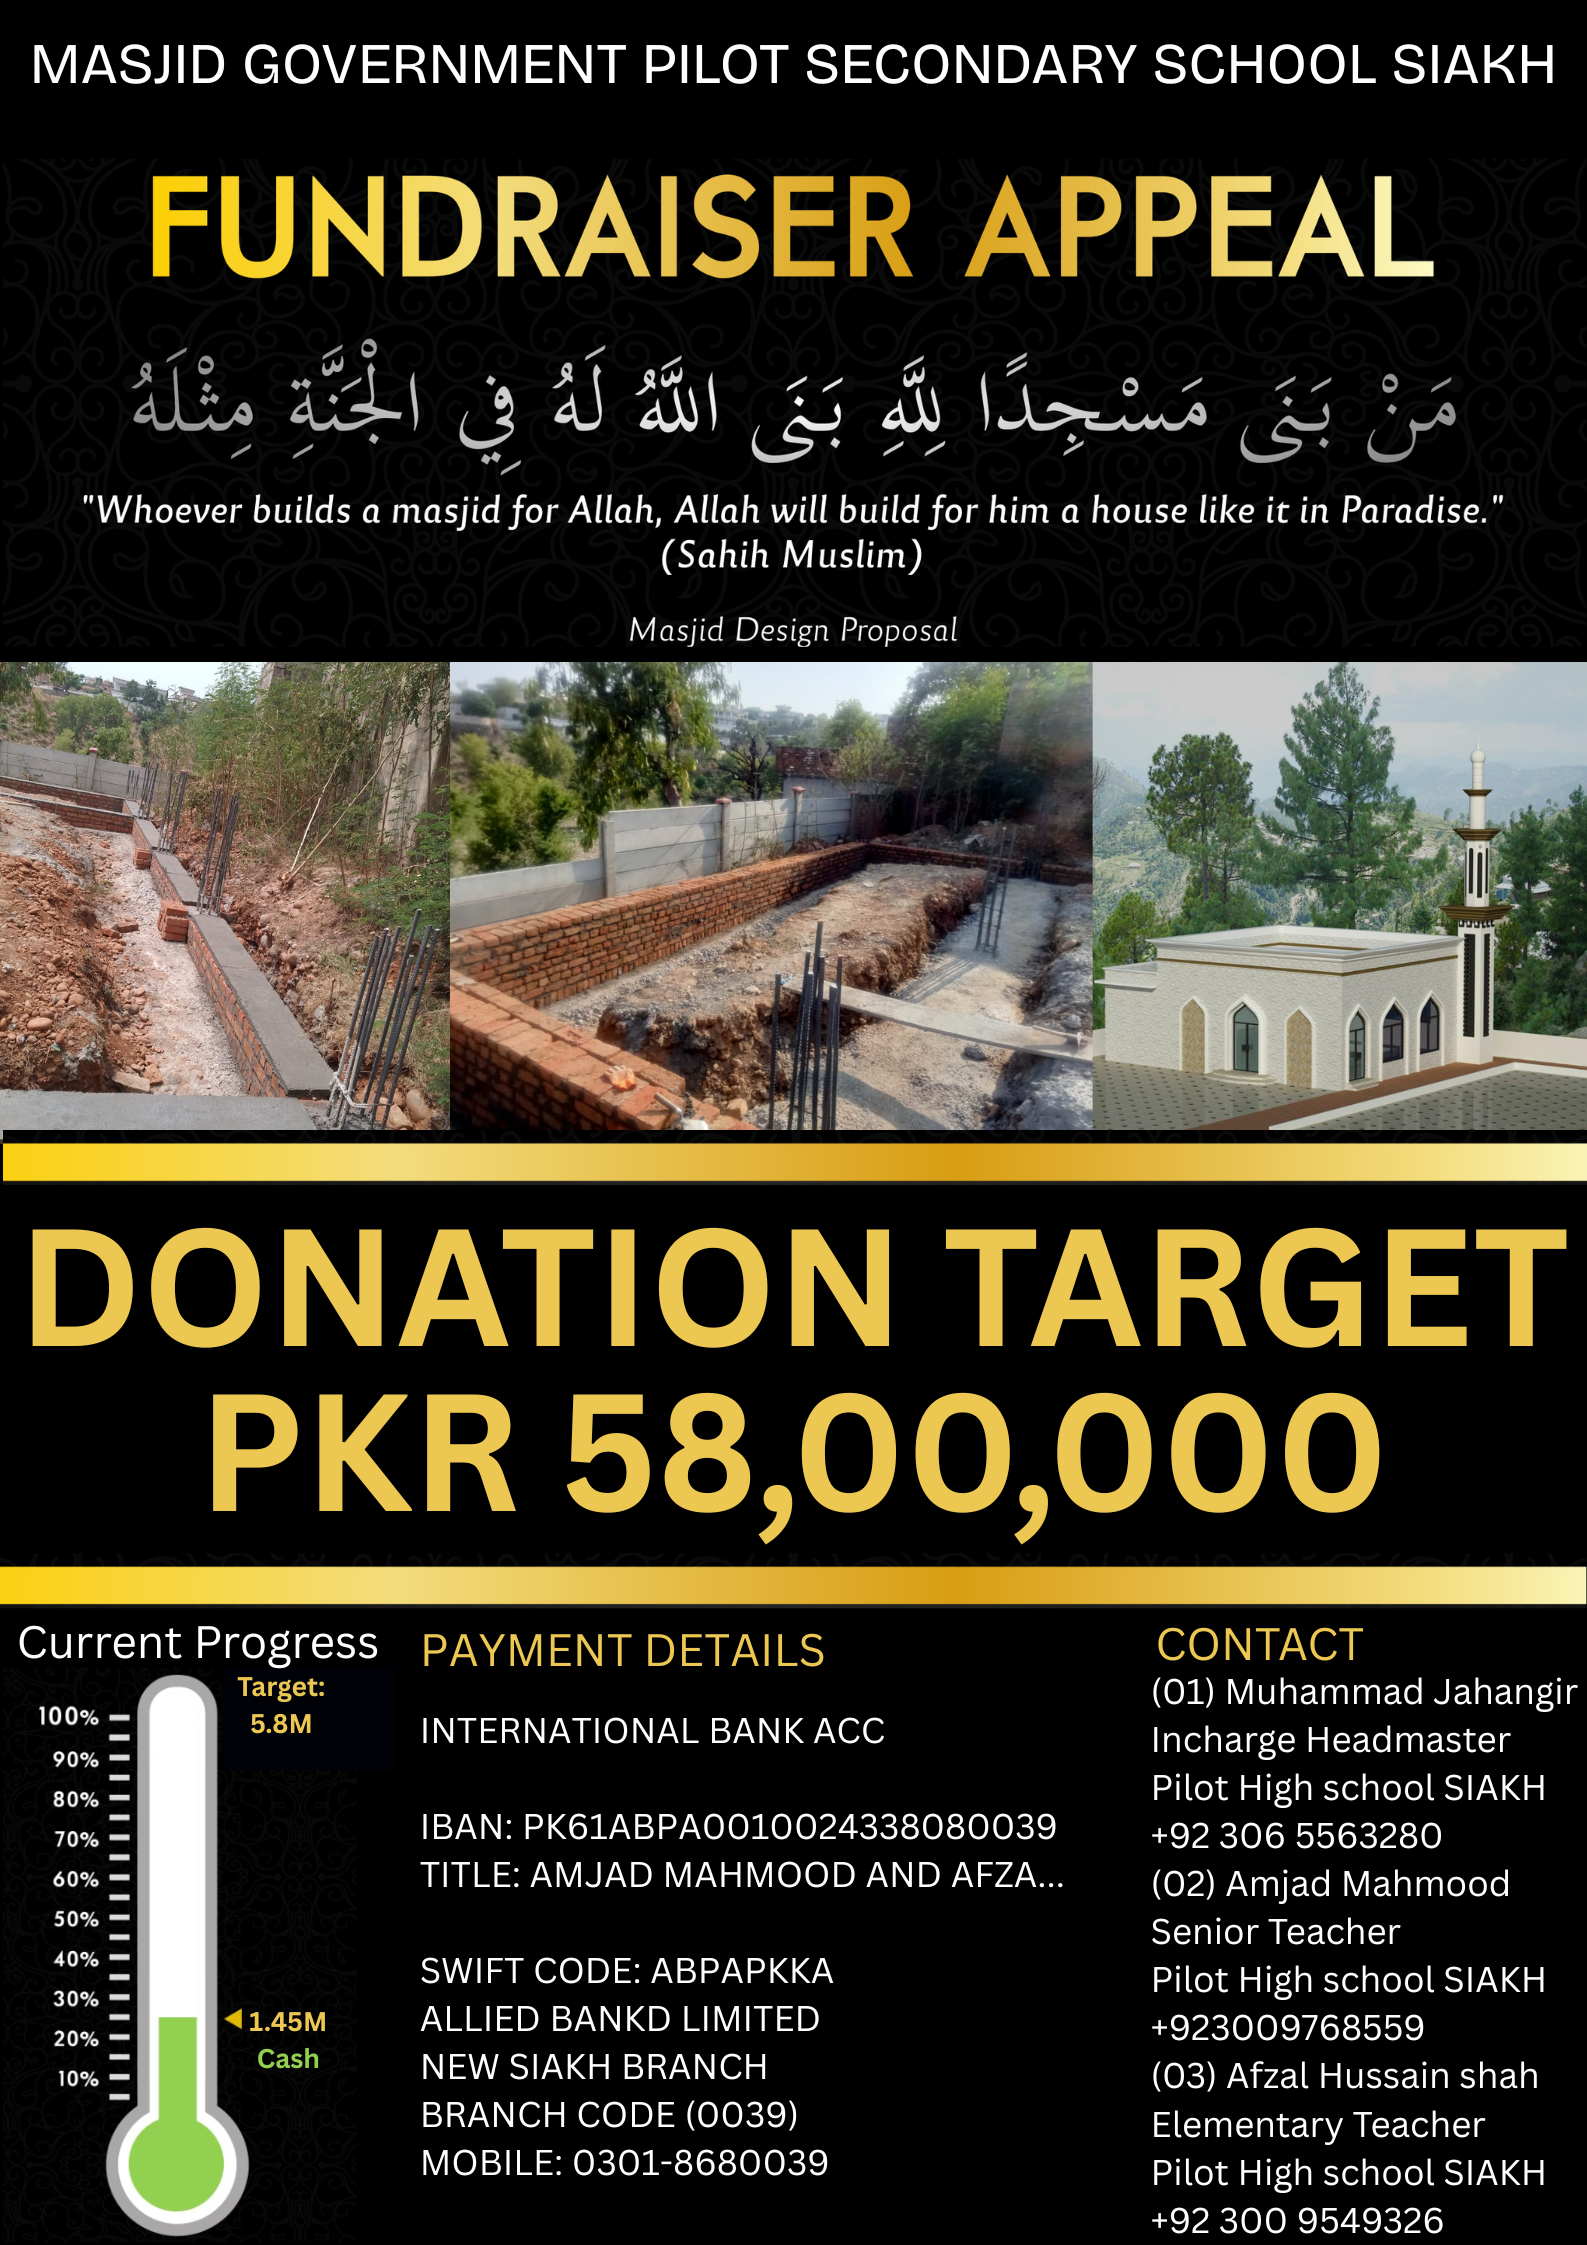 MASJID GOVERNMENT PILOT SECONDARY SCHOOL SIAKH
FUNDRAISER APPEAL
مَنْ بَنَى مَسْجِدًا لِلَّهِ بَنَى اللَّهُ لَهُ فِي الْجَنَّةِ مِثْلَهُ
"Whoever builds a masjid for Allah, Allah will build for him a house like it in Paradise."
(Sahih Muslim)
Masjid Design Proposal
DONATION TARGET
PKR 58,00,000
Current Progress
Target:
5.8M
100%
90%
80%
70%
60%
50%
40%
30%
20%
10%
1.45M
Cash
PAYMENT DETAILS
INTERNATIONAL BANK ACC
IBAN: PK61ABPA0010024338080039
TITLE: AMJAD MAHMOOD AND AFZA...
SWIFT CODE: ABPAPKKA
ALLIED BANKD LIMITED
NEW SIAKH BRANCH
BRANCH CODE (0039)
MOBILE: 0301-8680039
CONTACT
(01) Muhammad Jahangir
Incharge Headmaster
Pilot High school SIAKH
+92 306 5563280
(02) Amjad Mahmood
Senior Teacher
Pilot High school SIAKH
+923009768559
(03) Afzal Hussain shah
Elementary Teacher
Pilot High school SIAKH
+92 300 9549326